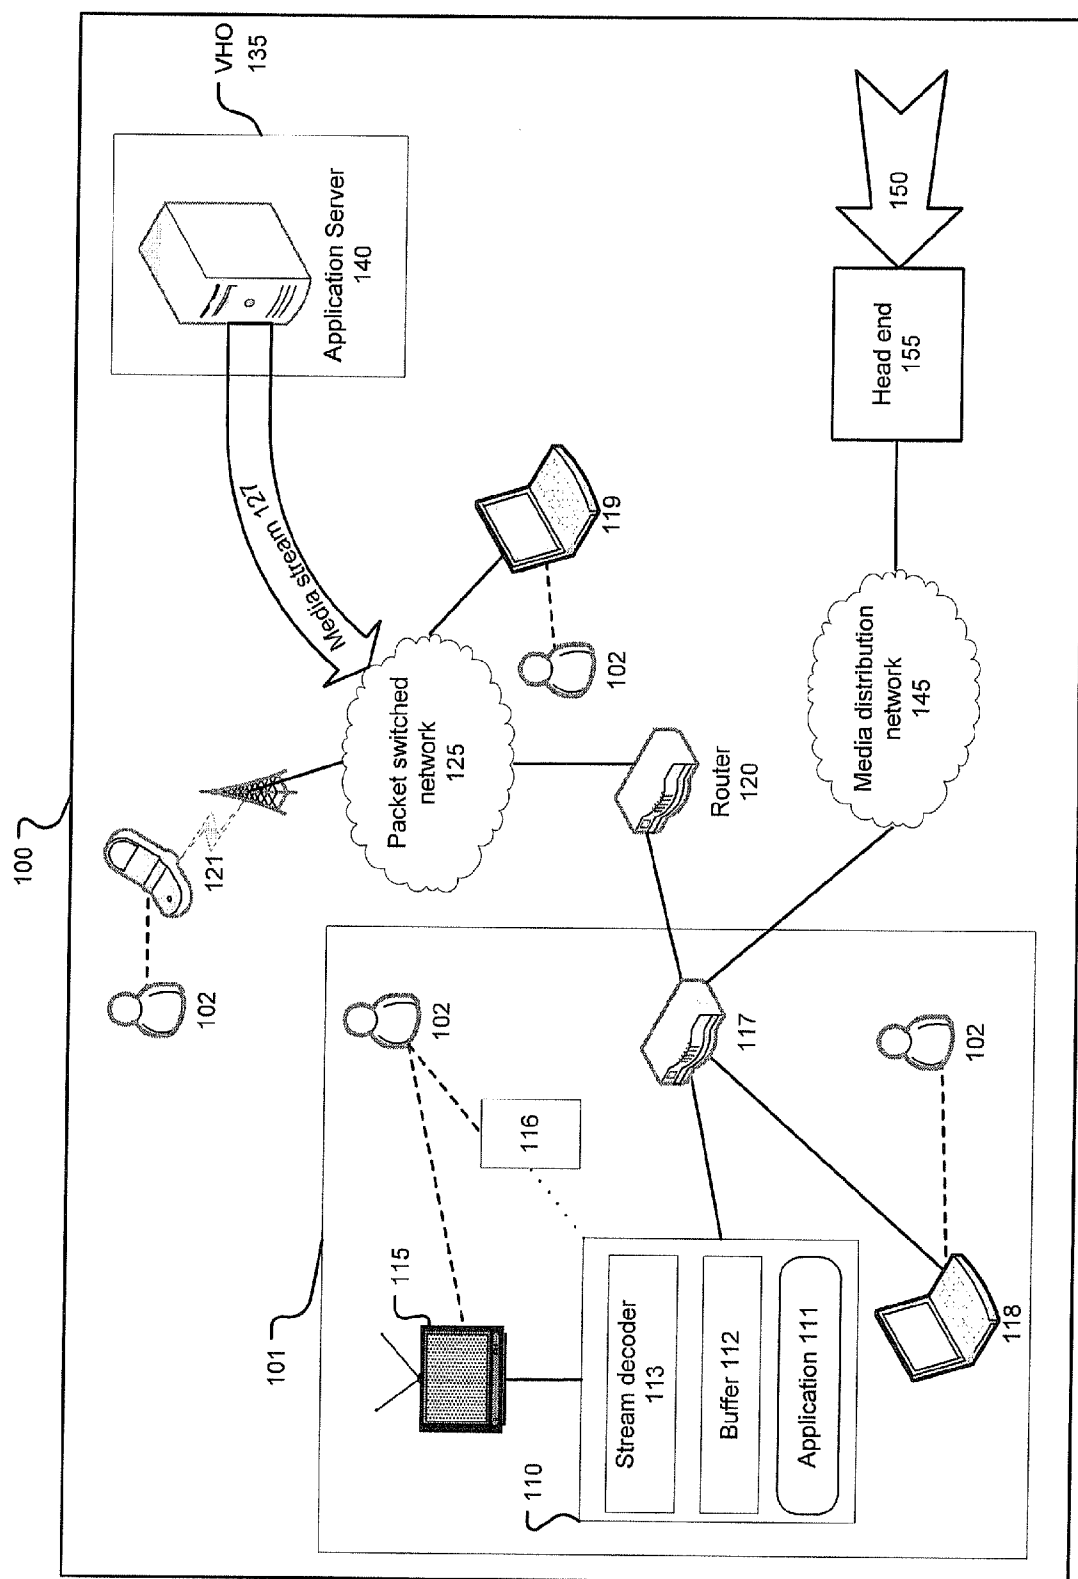 100
101
110
Stream decoder
113
Buffer 112
Application 111
115
116
102
118
102
117
102
121
Packet switched
network
125
Router
120
102
119
Media stream 127
VHO
135
Application Server
140
Media distribution
network
145
Head end
155
150